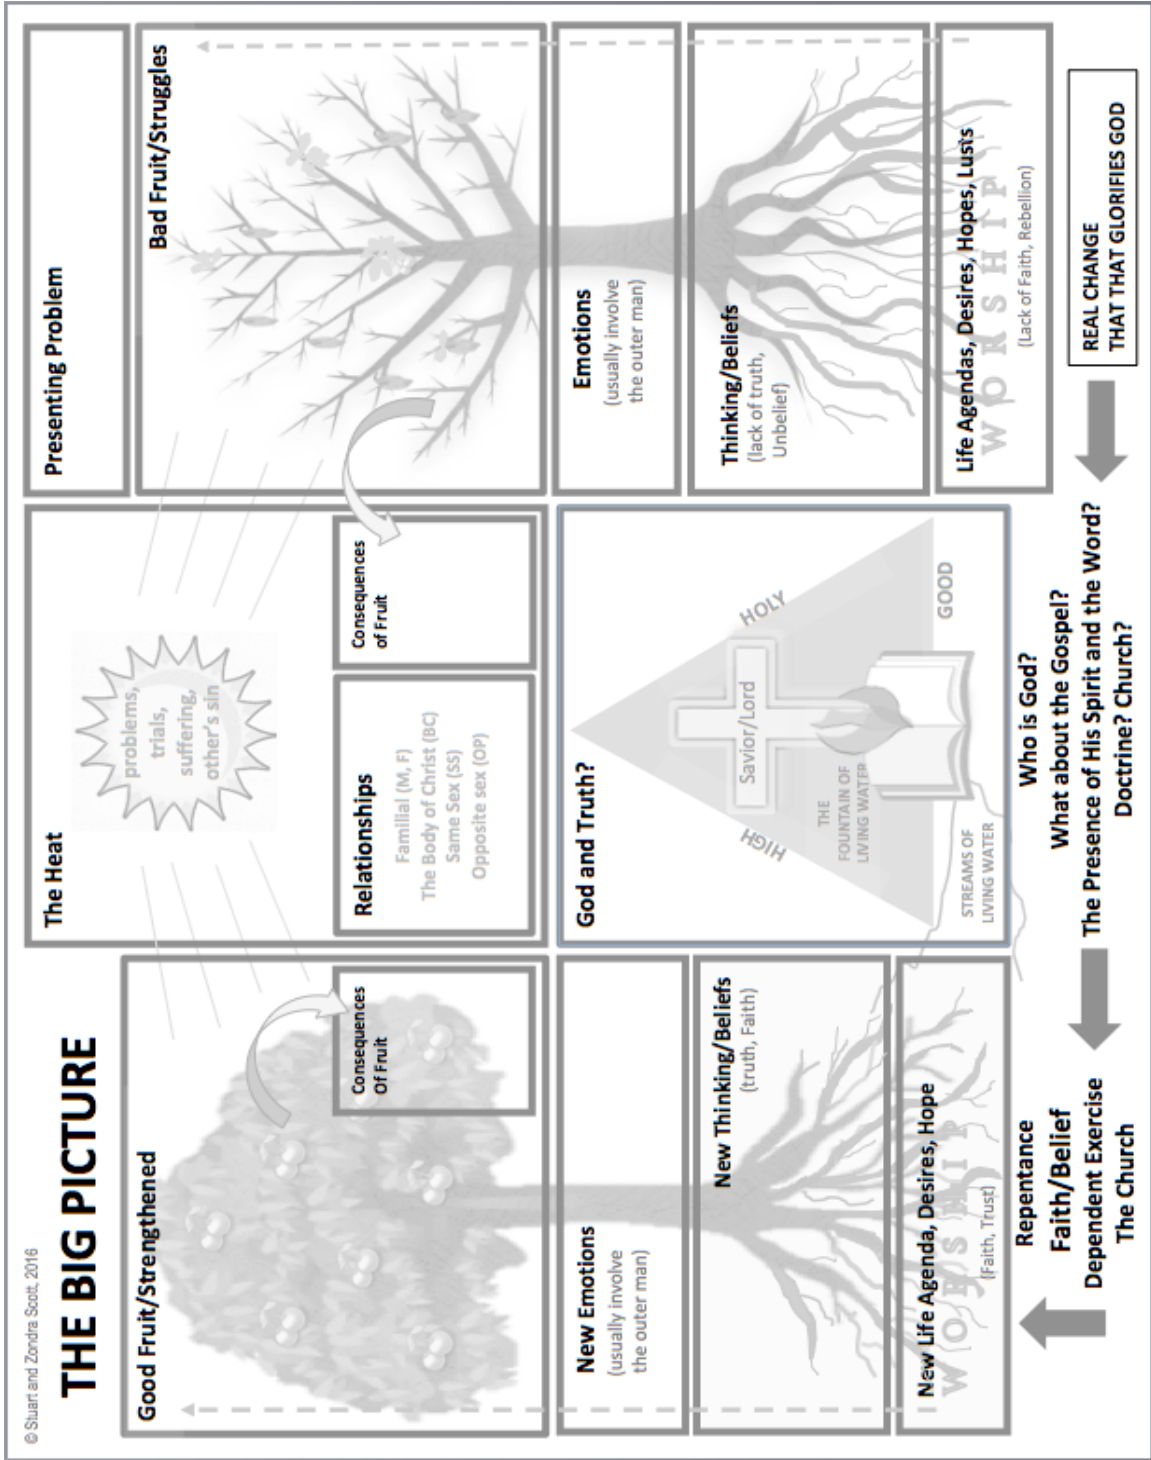 © Stuart and Zondra Scott, 2016
THE BIG PICTURE
Good Fruit/Strengthened
Consequences
Of Fruit
New Emotions
(usually involve
the outer man)
New Thinking/Beliefs
(truth, Faith)
New Life Agenda, Desires, Hope
WORSHIP
(Faith, Trust)
The Heat
problems,
trials,
suffering,
other's sin
Relationships
Familial (M, F)
The Body of Christ (BC)
Same Sex (SS)
Opposite sex (OP)
Consequences
of Fruit
God and Truth?
HIGH
HOLY
Savior/Lord
THE
FOUNTAIN OF
LIVING WATER
GOOD
STREAMS OF
LIVING WATER
Presenting Problem
Bad Fruit/Struggles
Emotions
(usually involve
the outer man)
Thinking/Beliefs
(lack of truth,
Unbelief)
Life Agendas, Desires, Hopes, Lusts
WORSHIP
(Lack of Faith, Rebellion)
Repentance
Faith/Belief
Dependent Exercise
The Church
Who is God?
What about the Gospel?
The Presence of His Spirit and the Word?
Doctrine? Church?
REAL CHANGE
THAT THAT GLORIFIES GOD